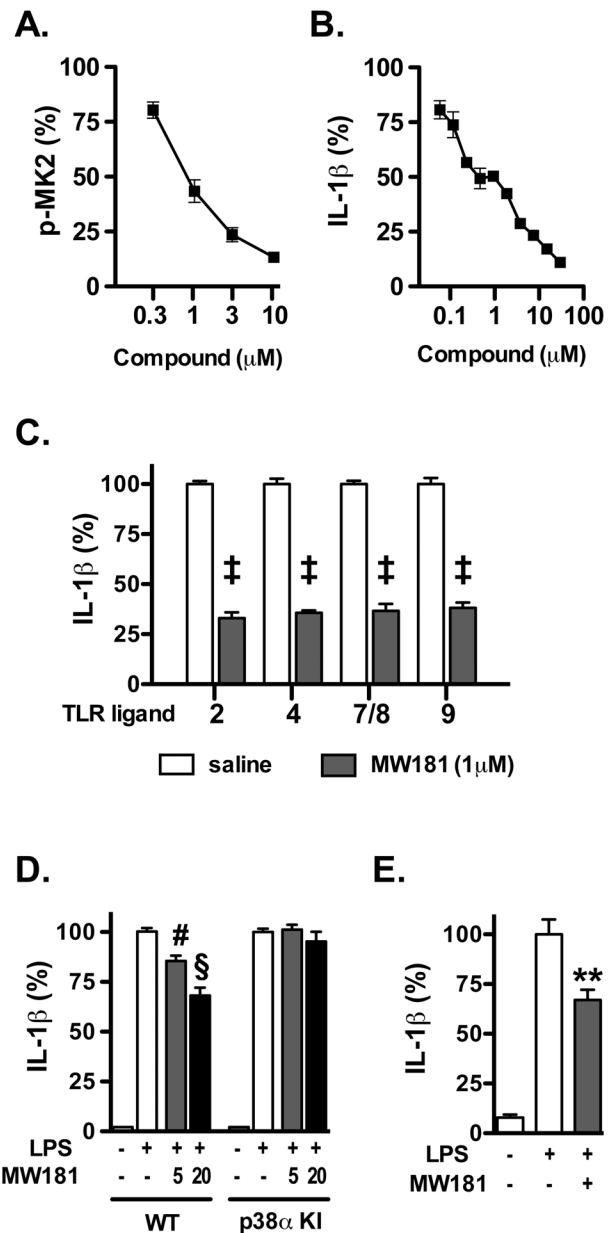 A.
100
75
50
25
0
p-MK2 (%)
0.3 1 3 10
Compound (μM)
B.
100
75
50
25
0
IL-1β (%)
0.1 1 10 100
Compound (μM)
C.
100
75
50
25
0
IL-1β (%)
‡ ‡ ‡ ‡
TLR ligand 2 4 7/8 9
saline MW181 (1μM)
D.
100
75
50
25
0
IL-1β (%)
#
§
LPS - + + + - + + +
MW181 - - 5 20 - - 5 20
WT p38α KI
E.
100
75
50
25
0
IL-1β (%)
**
LPS - + +
MW181 - - +